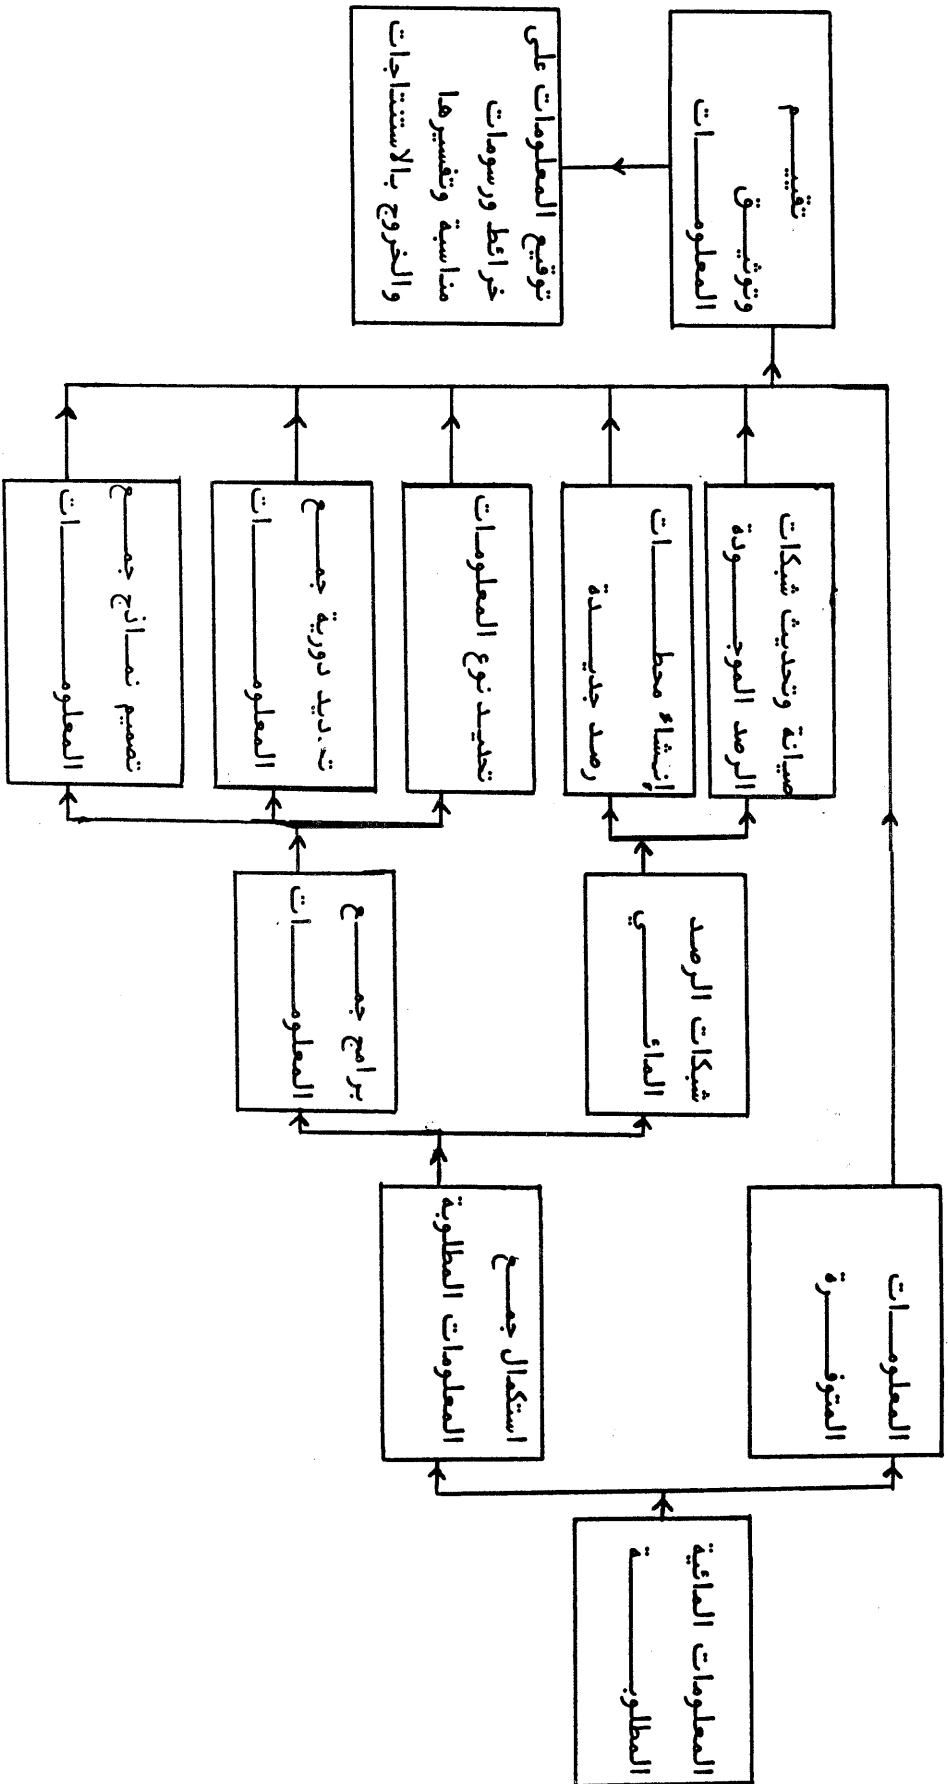 المعلومات المائية
المطلوبة
المعلومات
المتوفرة
استكمال جمع
المعلومات المطلوبة
شبكات الرصد
المائي
برامج جمع
المعلومات
صيانة وتحديث شبكات
الرصد الموجودة
إنشاء محطات
رصد جديدة
تحديد نوع المعلومات
تحديد دورية جمع
المعلومات
تصميم نماذج جمع
المعلومات
تقييم
وتوثيق
المعلومات
توقيع المعلومات على
خرائط ورسومات
مناسبة وتفسيرها
والخروج بالاستنتاجات